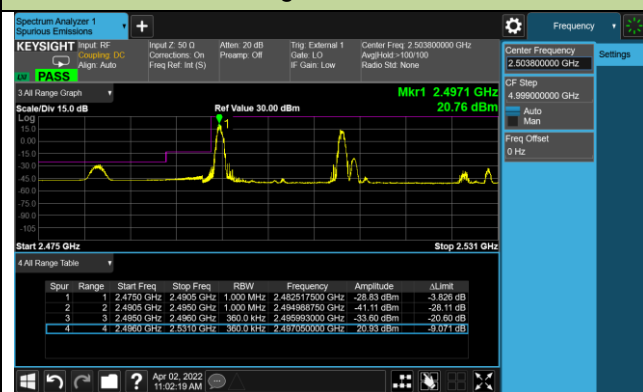 Spectrum Analyzer 1
Spurious Emissions
Frequency
KEYSIGHT
Input: RF
Coupling: DC
Align: Auto
Input Z: 50 Ω
Corrections: On
Freq Ref: Int (S)
Atten: 20 dB
Preamp: Off
Trig: External 1
Gate: LO
IF Gain: Low
Center Freq: 2.503800000 GHz
Avg|Hold:>100/100
Radio Std: None
PASS
Center Frequency
2.503800000 GHz
Settings
CF Step
4.999000000 GHz
Auto
Man
Freq Offset
0 Hz
3 All Range Graph
Mkr1 2.4971 GHz
Scale/Div 15.0 dB
Ref Value 30.00 dBm
20.76 dBm
Log
1
15.0
0.00
-15.0
-30.0
-45.0
-60.0
-75.0
-90.0
-105
Start 2.475 GHz
Stop 2.531 GHz
4 All Range Table
Spur Range Start Freq Stop Freq RBW Frequency Amplitude ΔLimit
1 1 2.4750 GHz 2.4905 GHz 1.000 MHz 2.482517500 GHz -28.83 dBm -3.826 dB
2 2 2.4905 GHz 2.4950 GHz 1.000 MHz 2.494988750 GHz -41.11 dBm -28.11 dB
3 3 2.4950 GHz 2.4960 GHz 360.0 kHz 2.495993000 GHz -33.60 dBm -20.60 dB
4 4 2.4960 GHz 2.5310 GHz 360.0 kHz 2.497050000 GHz 20.93 dBm -9.071 dB
?
Apr 02, 2022
11:02:19 AM